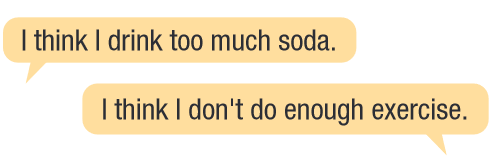 I think I drink too much soda.
I think I don't do enough exercise.